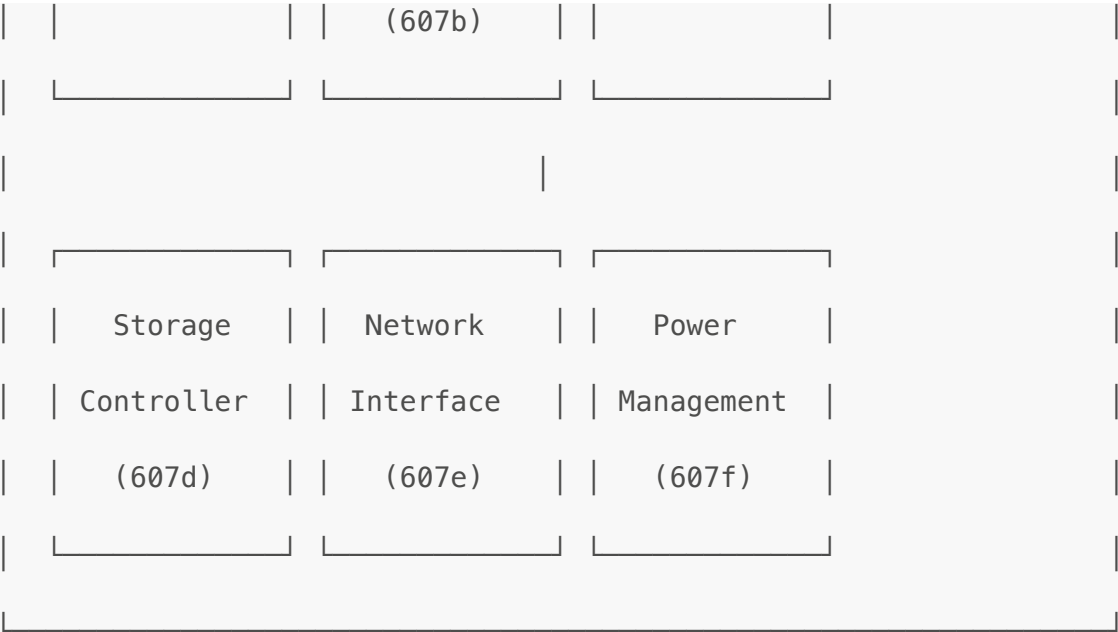 (607b)
Storage Network Power
Controller Interface Management
(607d) (607e) (607f)